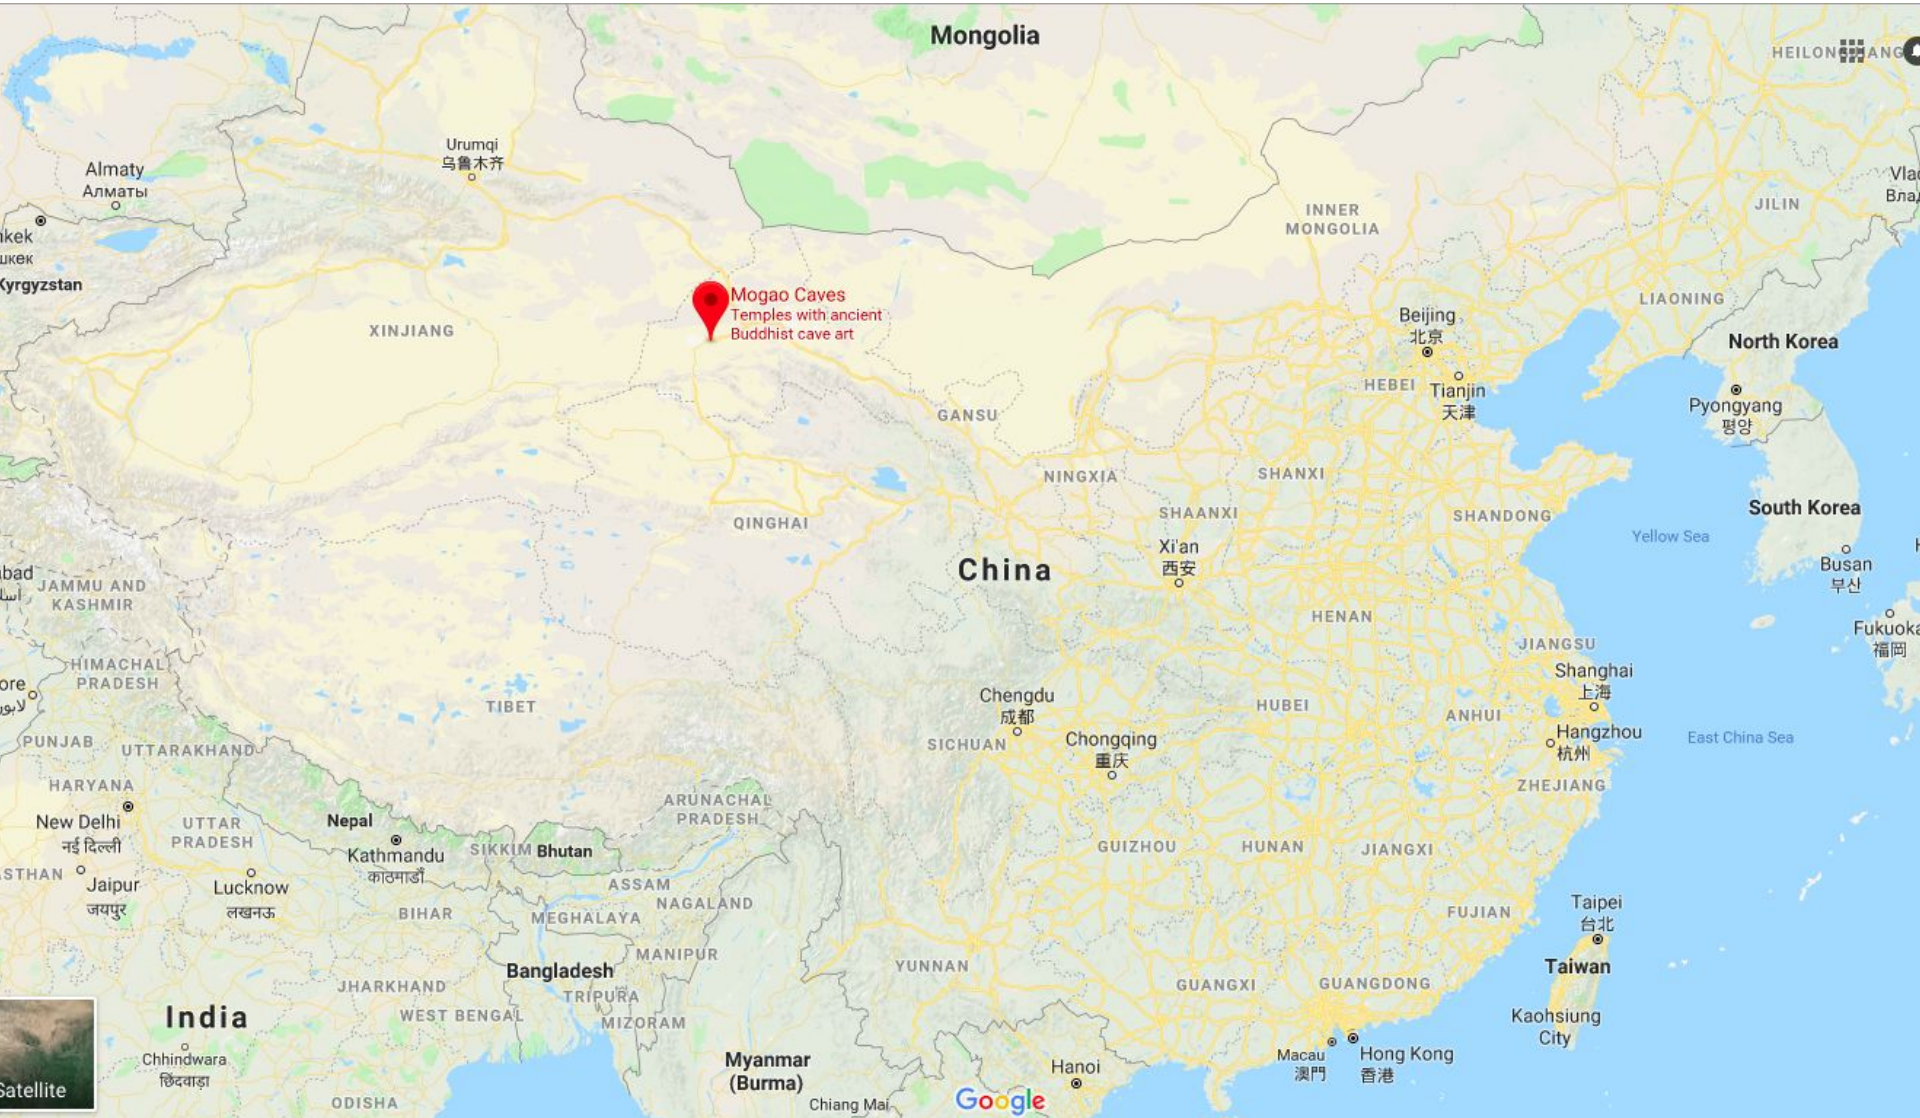 Mongolia
HEILONGJIANG
Urumqi
乌鲁木齐
Almaty
Алматы
JILIN
INNER
MONGOLIA
Kyrgyzstan
Mogao Caves
Temples with ancient
Buddhist cave art
LIAONING
XINJIANG
Beijing
北京
North Korea
HEBEI
Tianjin
天津
Pyongyang
평양
GANSU
NINGXIA
SHANXI
SHAANXI
SHANDONG
South Korea
QINGHAI
Yellow Sea
Xi'an
西安
China
Busan
부산
JAMMU AND
KASHMIR
HENAN
Fukuoka
福岡
JIANGSU
HIMACHAL
PRADESH
Shanghai
上海
Chengdu
成都
TIBET
HUBEI
ANHUI
PUNJAB
UTTARAKHAND
SICHUAN
Chongqing
重庆
Hangzhou
杭州
East China Sea
HARYANA
ZHEJIANG
ARUNACHAL
PRADESH
New Delhi
नई दिल्ली
UTTAR
PRADESH
Nepal
Kathmandu
काठमाडौँ
SIKKIM
Bhutan
GUIZHOU
HUNAN
JIANGXI
Jaipur
जयपुर
Lucknow
लखनऊ
ASSAM
NAGALAND
BIHAR
MEGHALAYA
FUJIAN
Taipei
台北
MANIPUR
YUNNAN
Taiwan
Bangladesh
JHARKHAND
TRIPURA
GUANGXI
GUANGDONG
India
WEST BENGAL
MIZORAM
Kaohsiung
City
Chhindwara
छिंदवाड़ा
Myanmar
(Burma)
Hanoi
Macau
澳門
Hong Kong
香港
Satellite
ODISHA
Chiang Mai
Google